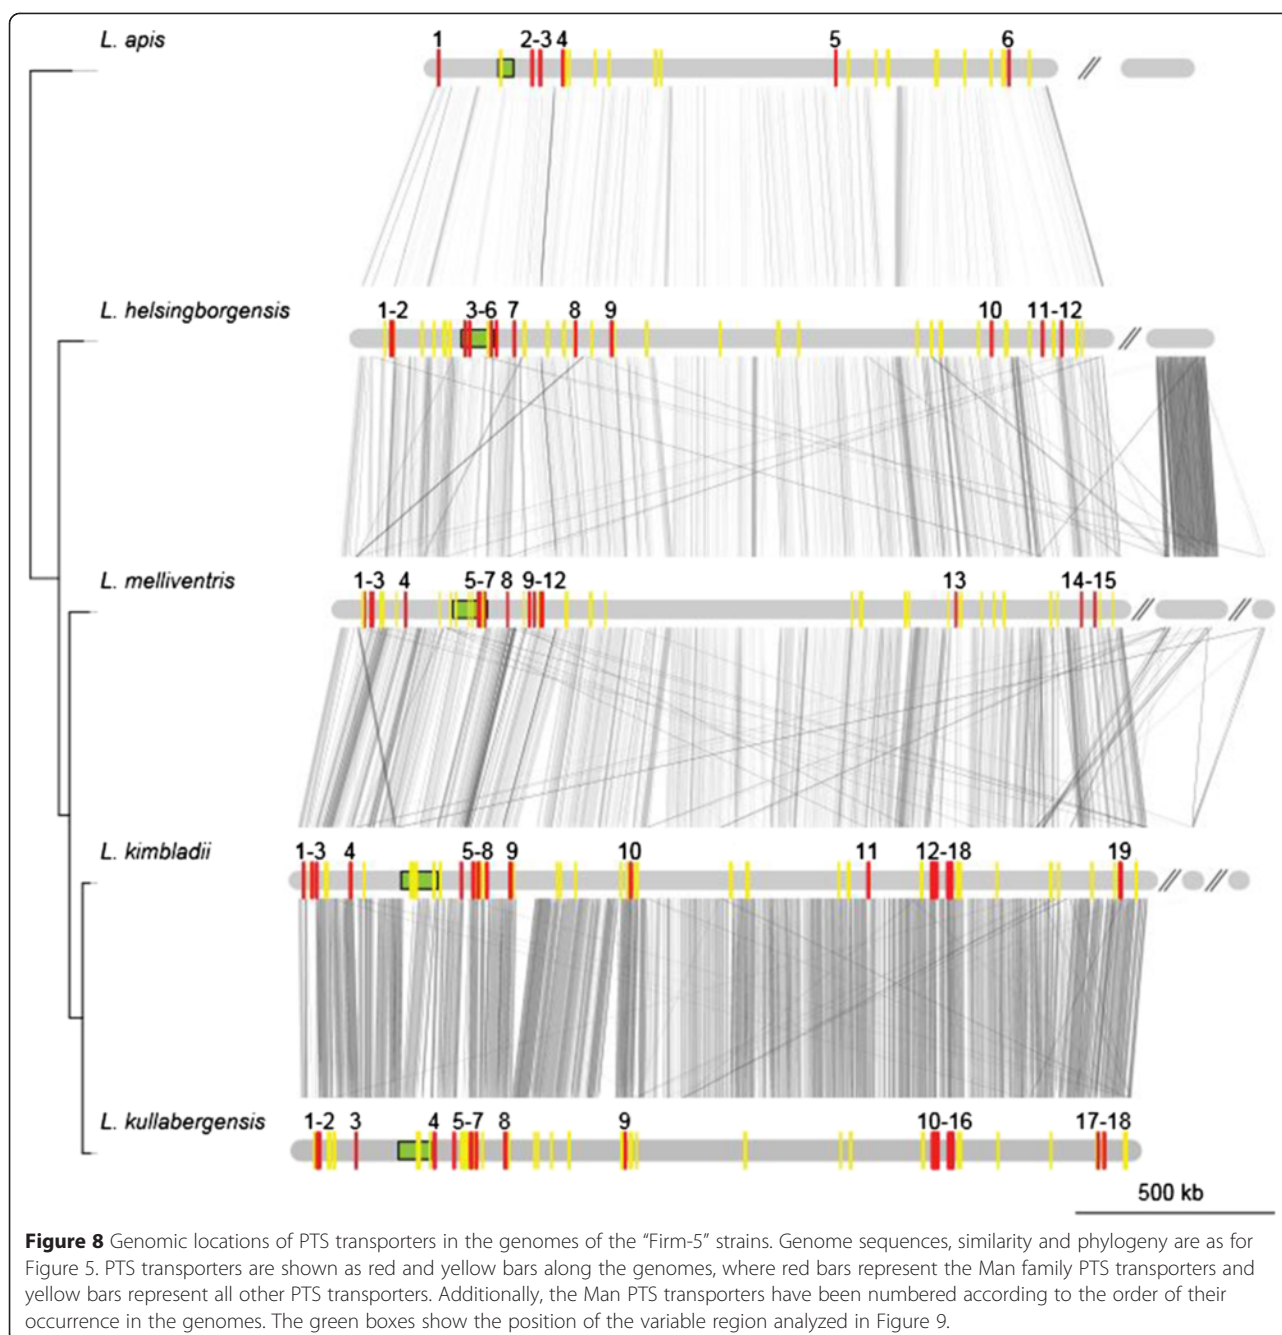 L. apis
1 2-3 4 5 6
L. helsingborgensis
1-2 3-6 7 8 9 10 11-12
L. melliventris
1-3 4 5-7 8 9-12 13 14-15
L. kimbladii
1-3 4 5-8 9 10 11 12-18 19
L. kullabergensis
1-2 3 4 5-7 8 9 10-16 17-18
500 kb
Figure 8 Genomic locations of PTS transporters in the genomes of the “Firm-5” strains. Genome sequences, similarity and phylogeny are as for
Figure 5. PTS transporters are shown as red and yellow bars along the genomes, where red bars represent the Man family PTS transporters and
yellow bars represent all other PTS transporters. Additionally, the Man PTS transporters have been numbered according to the order of their
occurrence in the genomes. The green boxes show the position of the variable region analyzed in Figure 9.